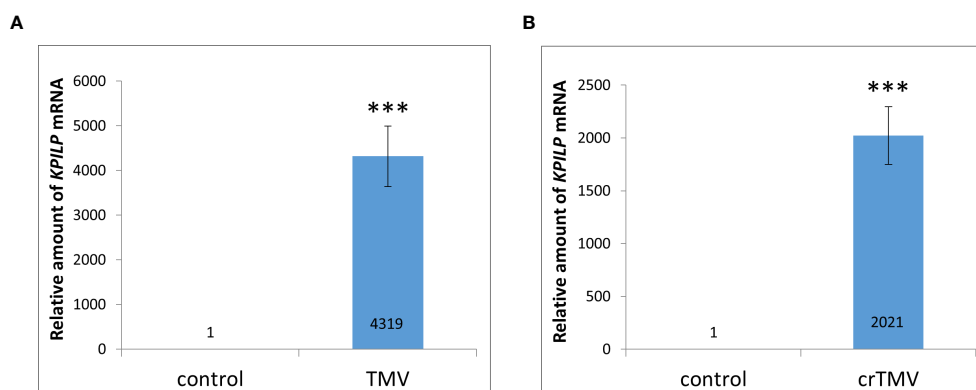 A
Relative amount of KPILP mRNA
6000
5000
4000
3000
2000
1000
0
***
1
4319
control
TMV
B
Relative amount of KPILP mRNA
2500
2000
1500
1000
500
0
***
1
2021
control
crTMV